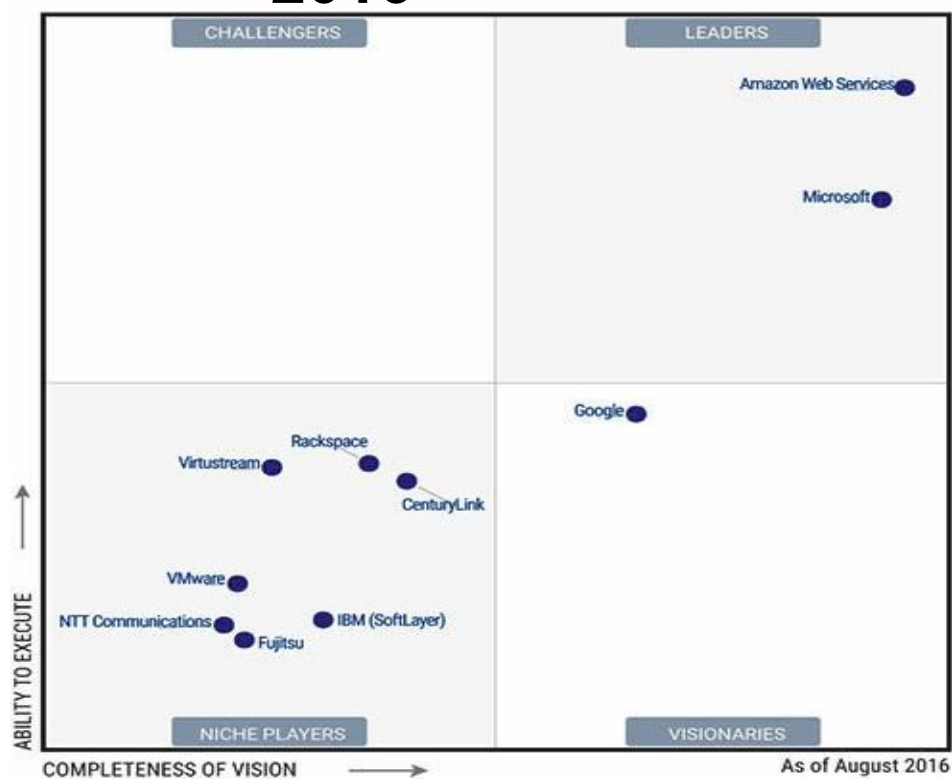 CHALLENGERS
LEADERS
Amazon Web Services
Microsoft
Google
Rackspace
Virtustream
CenturyLink
VMware
NTT Communications
IBM (SoftLayer)
Fujitsu
ABILITY TO EXECUTE
NICHE PLAYERS
VISIONARIES
COMPLETENESS OF VISION
As of August 2016